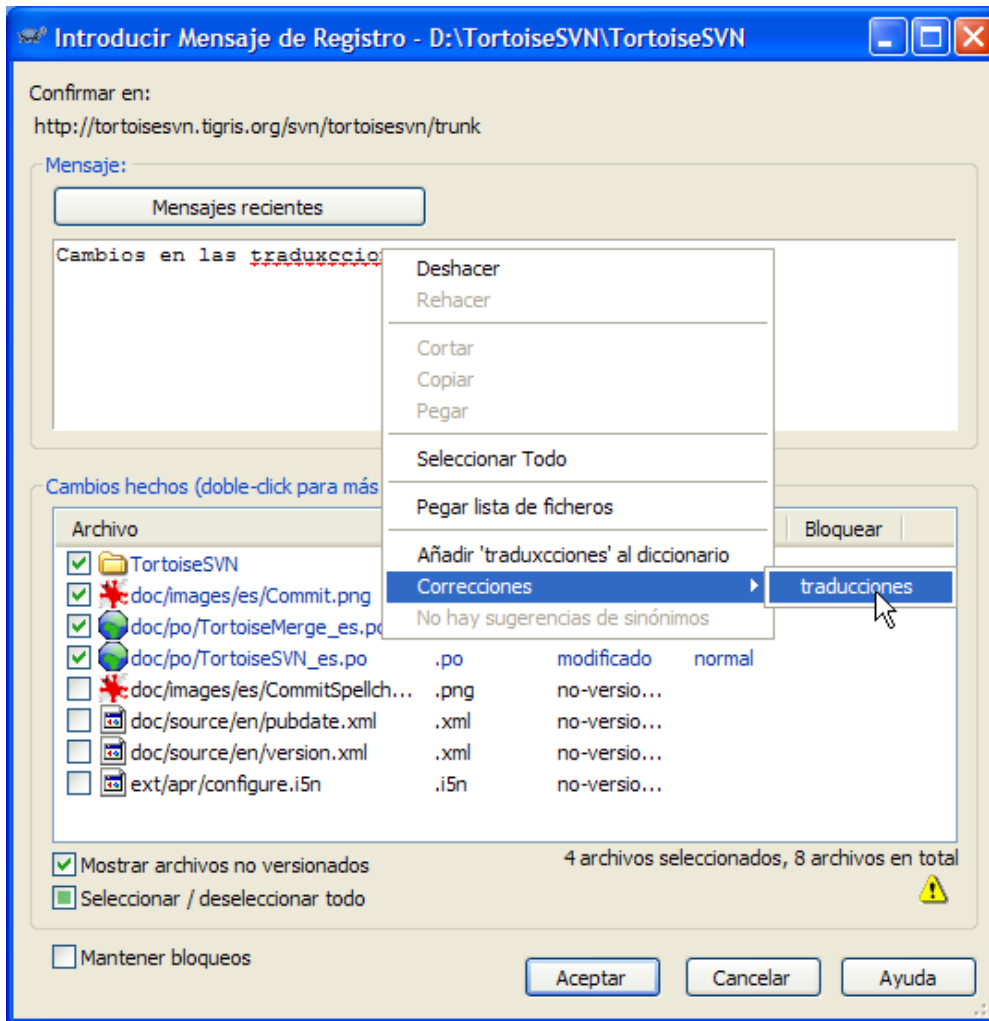 Introducir Mensaje de Registro - D:\TortoiseSVN\TortoiseSVN
Confirmar en:
http://tortoisesvn.tigris.org/svn/tortoisesvn/trunk
Mensaje:
Mensajes recientes
Cambios en las traduxccio
Deshacer
Rehacer
Cortar
Copiar
Pegar
Seleccionar Todo
Pegar lista de ficheros
Añadir 'traduxcciones' al diccionario
Correcciones
traducciones
No hay sugerencias de sinónimos
Cambios hechos (doble-click para más
Archivo Bloquear
TortoiseSVN
doc/images/es/Commit.png
doc/po/TortoiseMerge_es.po
doc/po/TortoiseSVN_es.po .po modificado normal
doc/images/es/CommitSpellch... .png no-versio...
doc/source/en/pubdate.xml .xml no-versio...
doc/source/en/version.xml .xml no-versio...
ext/apr/configure.i5n .i5n no-versio...
Mostrar archivos no versionados 4 archivos seleccionados, 8 archivos en total
Seleccionar / deseleccionar todo
Mantener bloqueos
Aceptar Cancelar Ayuda